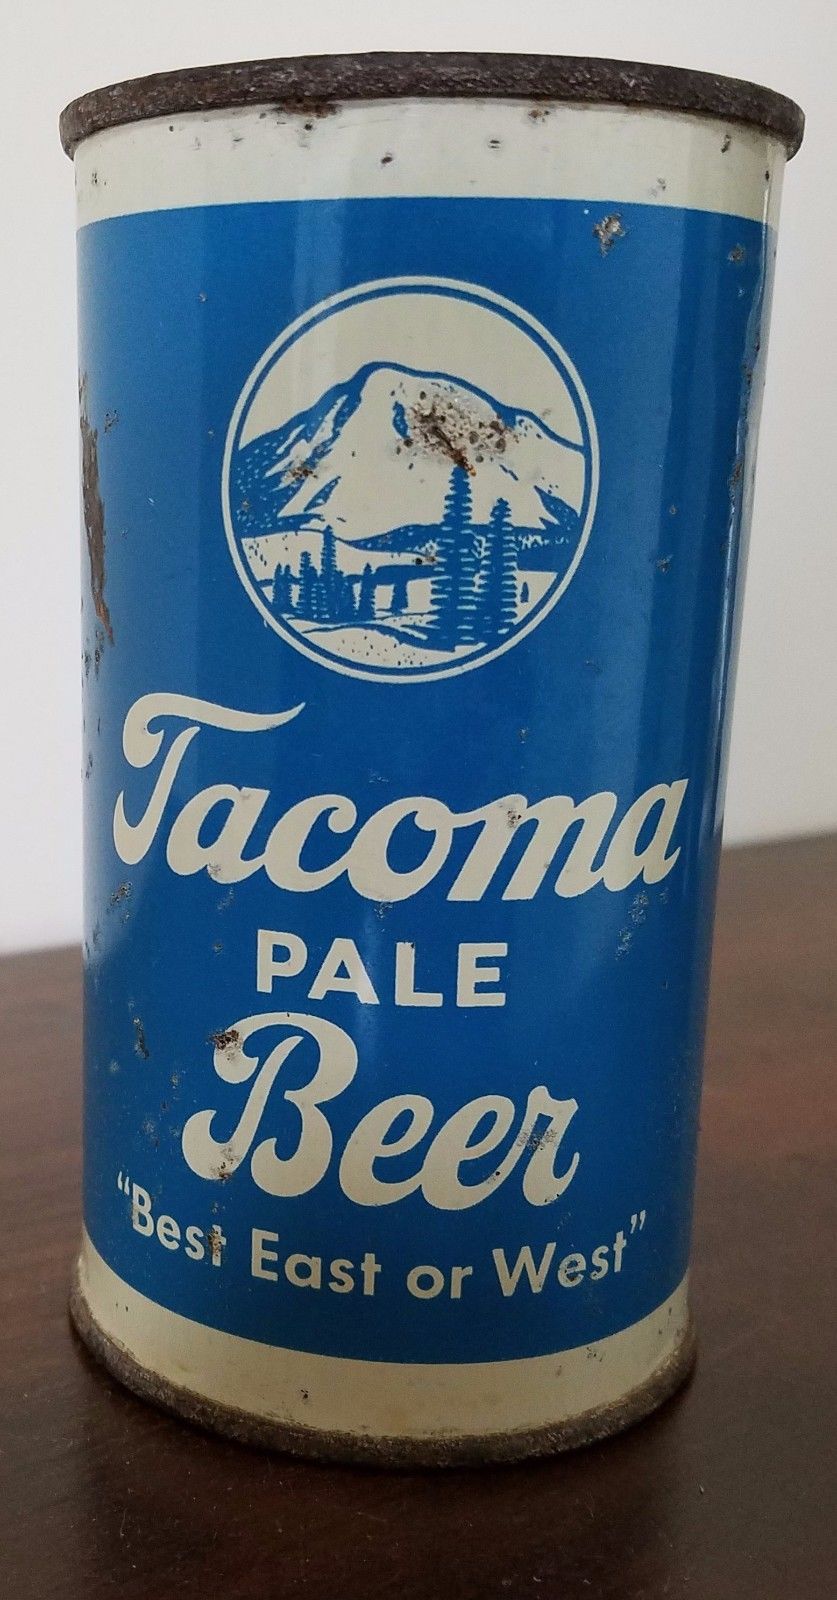 Tacoma
PALE
Beer
"Best East or West"